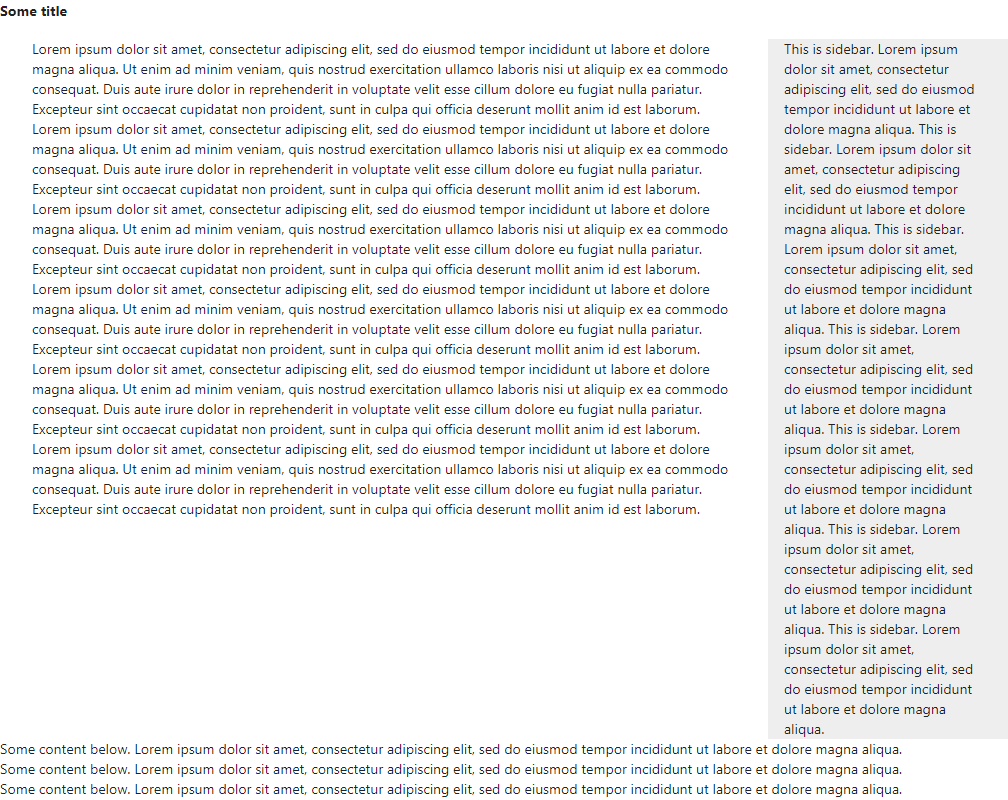 Some title
Lorem ipsum dolor sit amet, consectetur adipiscing elit, sed do eiusmod tempor incididunt ut labore et dolore
magna aliqua. Ut enim ad minim veniam, quis nostrud exercitation ullamco laboris nisi ut aliquip ex ea commodo
consequat. Duis aute irure dolor in reprehenderit in voluptate velit esse cillum dolore eu fugiat nulla pariatur.
Excepteur sint occaecat cupidatat non proident, sunt in culpa qui officia deserunt mollit anim id est laborum.
Lorem ipsum dolor sit amet, consectetur adipiscing elit, sed do eiusmod tempor incididunt ut labore et dolore
magna aliqua. Ut enim ad minim veniam, quis nostrud exercitation ullamco laboris nisi ut aliquip ex ea commodo
consequat. Duis aute irure dolor in reprehenderit in voluptate velit esse cillum dolore eu fugiat nulla pariatur.
Excepteur sint occaecat cupidatat non proident, sunt in culpa qui officia deserunt mollit anim id est laborum.
Lorem ipsum dolor sit amet, consectetur adipiscing elit, sed do eiusmod tempor incididunt ut labore et dolore
magna aliqua. Ut enim ad minim veniam, quis nostrud exercitation ullamco laboris nisi ut aliquip ex ea commodo
consequat. Duis aute irure dolor in reprehenderit in voluptate velit esse cillum dolore eu fugiat nulla pariatur.
Excepteur sint occaecat cupidatat non proident, sunt in culpa qui officia deserunt mollit anim id est laborum.
Lorem ipsum dolor sit amet, consectetur adipiscing elit, sed do eiusmod tempor incididunt ut labore et dolore
magna aliqua. Ut enim ad minim veniam, quis nostrud exercitation ullamco laboris nisi ut aliquip ex ea commodo
consequat. Duis aute irure dolor in reprehenderit in voluptate velit esse cillum dolore eu fugiat nulla pariatur.
Excepteur sint occaecat cupidatat non proident, sunt in culpa qui officia deserunt mollit anim id est laborum.
Lorem ipsum dolor sit amet, consectetur adipiscing elit, sed do eiusmod tempor incididunt ut labore et dolore
magna aliqua. Ut enim ad minim veniam, quis nostrud exercitation ullamco laboris nisi ut aliquip ex ea commodo
consequat. Duis aute irure dolor in reprehenderit in voluptate velit esse cillum dolore eu fugiat nulla pariatur.
Excepteur sint occaecat cupidatat non proident, sunt in culpa qui officia deserunt mollit anim id est laborum.
Lorem ipsum dolor sit amet, consectetur adipiscing elit, sed do eiusmod tempor incididunt ut labore et dolore
magna aliqua. Ut enim ad minim veniam, quis nostrud exercitation ullamco laboris nisi ut aliquip ex ea commodo
consequat. Duis aute irure dolor in reprehenderit in voluptate velit esse cillum dolore eu fugiat nulla pariatur.
Excepteur sint occaecat cupidatat non proident, sunt in culpa qui officia deserunt mollit anim id est laborum.
This is sidebar. Lorem ipsum
dolor sit amet, consectetur
adipiscing elit, sed do eiusmod
tempor incididunt ut labore et
dolore magna aliqua. This is
sidebar. Lorem ipsum dolor sit
amet, consectetur adipiscing
elit, sed do eiusmod tempor
incididunt ut labore et dolore
magna aliqua. This is sidebar.
Lorem ipsum dolor sit amet,
consectetur adipiscing elit, sed
do eiusmod tempor incididunt
ut labore et dolore magna
aliqua. This is sidebar. Lorem
ipsum dolor sit amet,
consectetur adipiscing elit, sed
do eiusmod tempor incididunt
ut labore et dolore magna
aliqua. This is sidebar. Lorem
ipsum dolor sit amet,
consectetur adipiscing elit, sed
do eiusmod tempor incididunt
ut labore et dolore magna
aliqua. This is sidebar. Lorem
ipsum dolor sit amet,
consectetur adipiscing elit, sed
do eiusmod tempor incididunt
ut labore et dolore magna
aliqua. This is sidebar. Lorem
ipsum dolor sit amet,
consectetur adipiscing elit, sed
do eiusmod tempor incididunt
ut labore et dolore magna
aliqua.
Some content below. Lorem ipsum dolor sit amet, consectetur adipiscing elit, sed do eiusmod tempor incididunt ut labore et dolore magna aliqua.
Some content below. Lorem ipsum dolor sit amet, consectetur adipiscing elit, sed do eiusmod tempor incididunt ut labore et dolore magna aliqua.
Some content below. Lorem ipsum dolor sit amet, consectetur adipiscing elit, sed do eiusmod tempor incididunt ut labore et dolore magna aliqua.